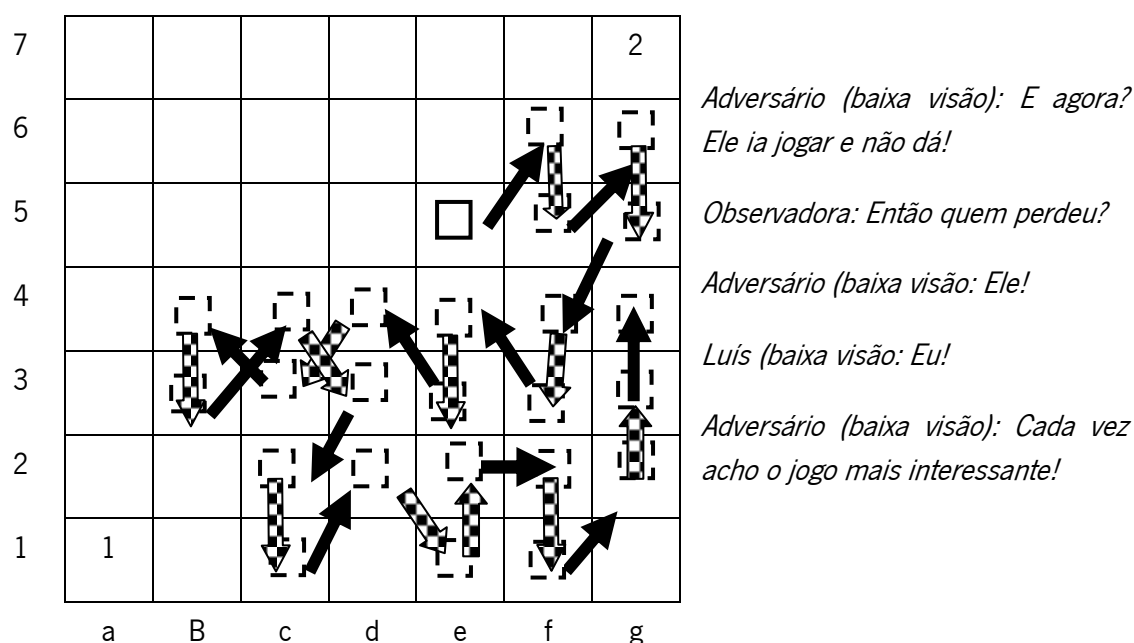 7
2
6
5
4
3
2
1
1
a B c d e f g
Adversário (baixa visão): E agora?
Ele ia jogar e não dá!
Observadora: Então quem perdeu?
Adversário (baixa visão: Ele!
Luís (baixa visão: Eu!
Adversário (baixa visão): Cada vez
acho o jogo mais interessante!